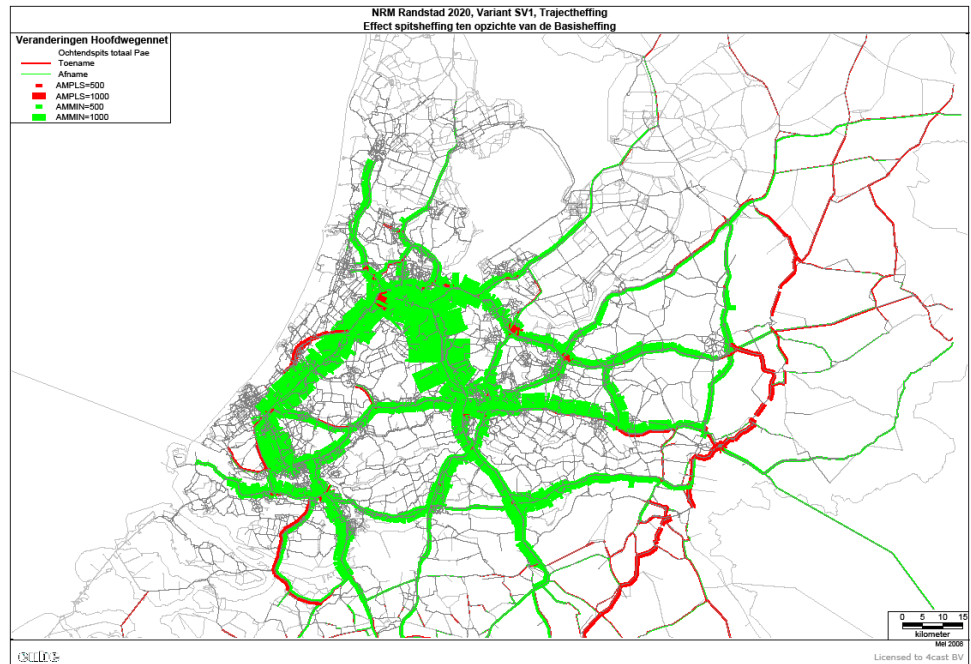 NRM Randstad 2020, Variant SV1, Trajectheffing
Effect spitsheffing ten opzichte van de Basisheffing
Veranderingen Hoofdwegennet
Ochtendspits totaal Pae
Toename
Afname
AMPLS=500
AMPLS=1000
AMMIN=500
AMMIN=1000
0 5 10 15
kilometer
Mei 2008
cube
Licensed to 4cast BV